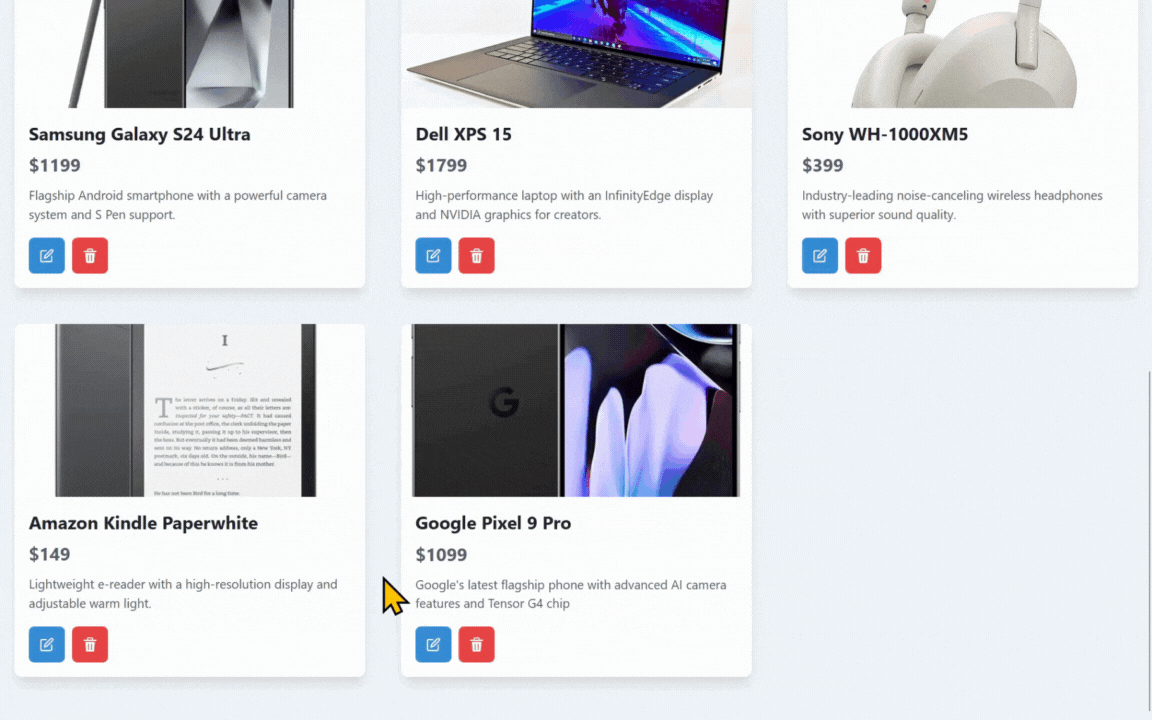 Samsung Galaxy S24 Ultra
$1199
Flagship Android smartphone with a powerful camera
system and S Pen support.
Dell XPS 15
$1799
High-performance laptop with an InfinityEdge display
and NVIDIA graphics for creators.
Sony WH-1000XM5
$399
Industry-leading noise-canceling wireless headphones
with superior sound quality.
I
Amazon Kindle Paperwhite
$149
Lightweight e-reader with a high-resolution display and
adjustable warm light.
G
Google Pixel 9 Pro
$1099
Google's latest flagship phone with advanced AI camera
features and Tensor G4 chip